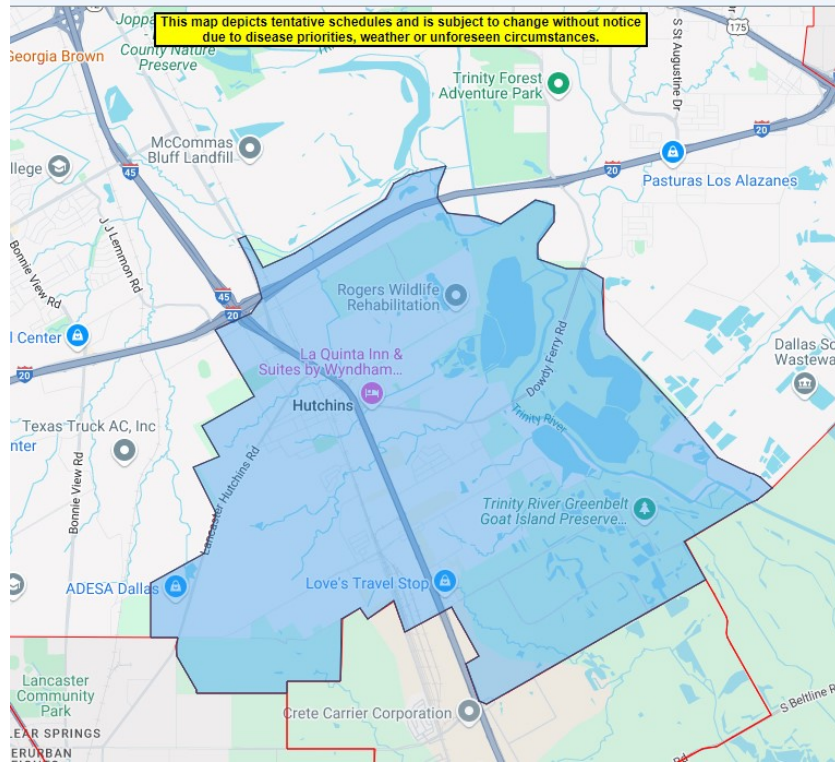 This map depicts tentative schedules and is subject to change without notice
due to disease priorities, weather or unforeseen circumstances.
Joppa
County Nature
Preserve
Georgia Brown
S St Augustine Dr
175
Trinity Forest
Adventure Park
McCommas
Bluff Landfill
45
20
20
llege
Pasturas Los Alazanes
J J Lemmon Rd
Bonnie View Rd
Rogers Wildlife
Rehabilitation
45
20
l Center
La Quinta Inn &
Suites by Wyndham...
Dowdy Ferry Rd
Dallas So
Wastewa
20
Hutchins
Trinity River
Texas Truck AC, Inc
nter
Bonnie View Rd
Lancaster Hutchins Rd
Trinity River Greenbelt
Goat Island Preserve...
ADESA Dallas
Love's Travel Stop
Lancaster
Community
Park
S Beltline R
Crete Carrier Corporation
LEAR SPRINGS
ERURBAN
Rd